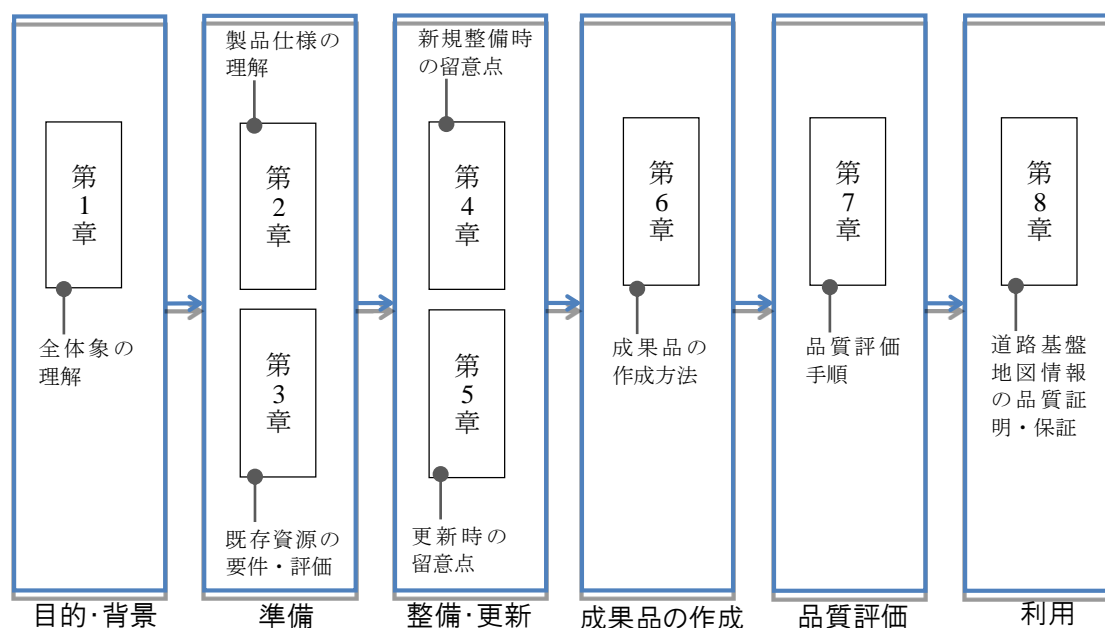 第1章
全体象の
理解
目的･背景
製品仕様の
理解
第2章
第3章
既存資源の
要件・評価
準備
新規整備時
の留意点
第4章
第5章
更新時の
留意点
整備･更新
第6章
成果品の
作成方法
成果品の作成
第7章
品質評価
手順
品質評価
第8章
道路基盤
地図情報
の品質証
明・保証
利用